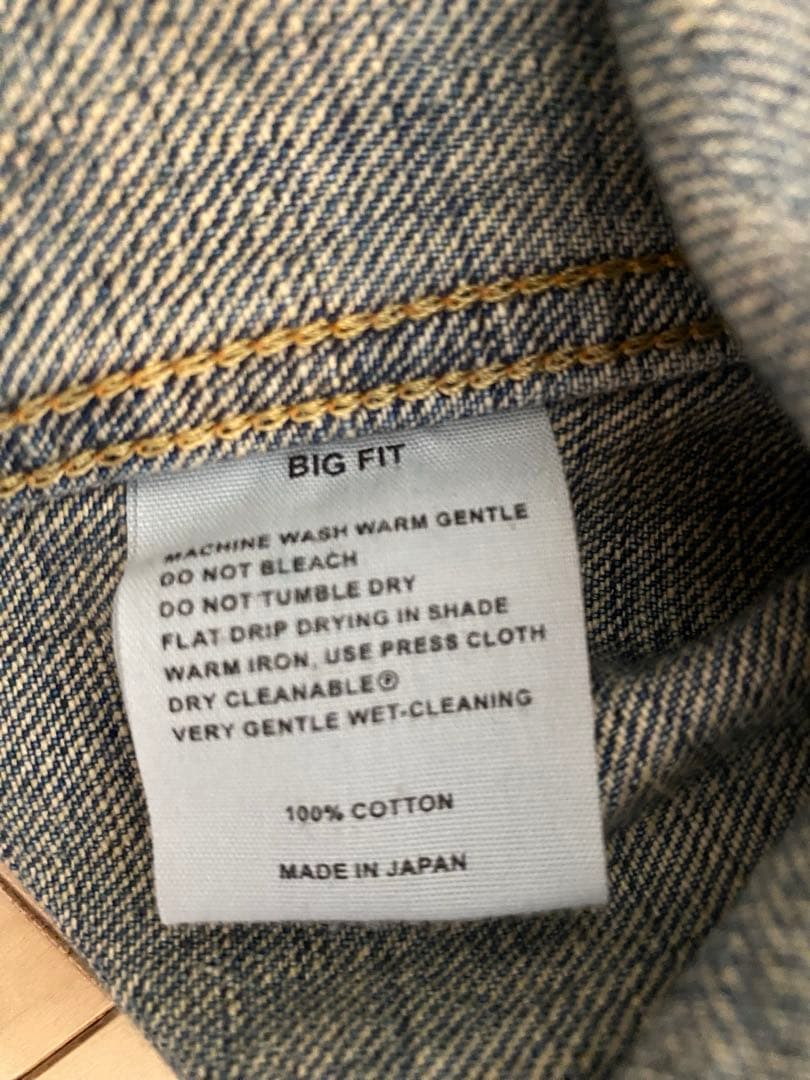 BIG FIT
MACHINE WASH WARM GENTLE
DO NOT BLEACH
DO NOT TUMBLE DRY
FLAT DRIP DRYING IN SHADE
WARM IRON, USE PRESS CLOTH
DRY CLEANABLEⓅ
VERY GENTLE WET-CLEANING
100% COTTON
MADE IN JAPAN